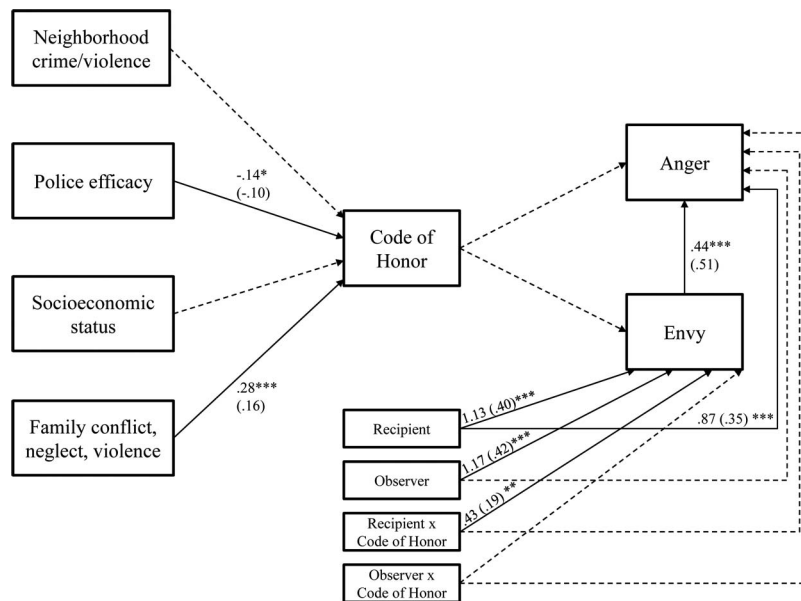 Neighborhood
crime/violence
Police efficacy
-.14*
(-.10)
Socioeconomic
status
Family conflict,
neglect, violence
.28***
(.16)
Code of
Honor
Anger
.44***
(.51)
Envy
Recipient
1.13 (.40)***
.87 (.35) ***
Observer
1.17 (.42)***
Recipient x
Code of Honor
.43 (.19) **
Observer x
Code of Honor